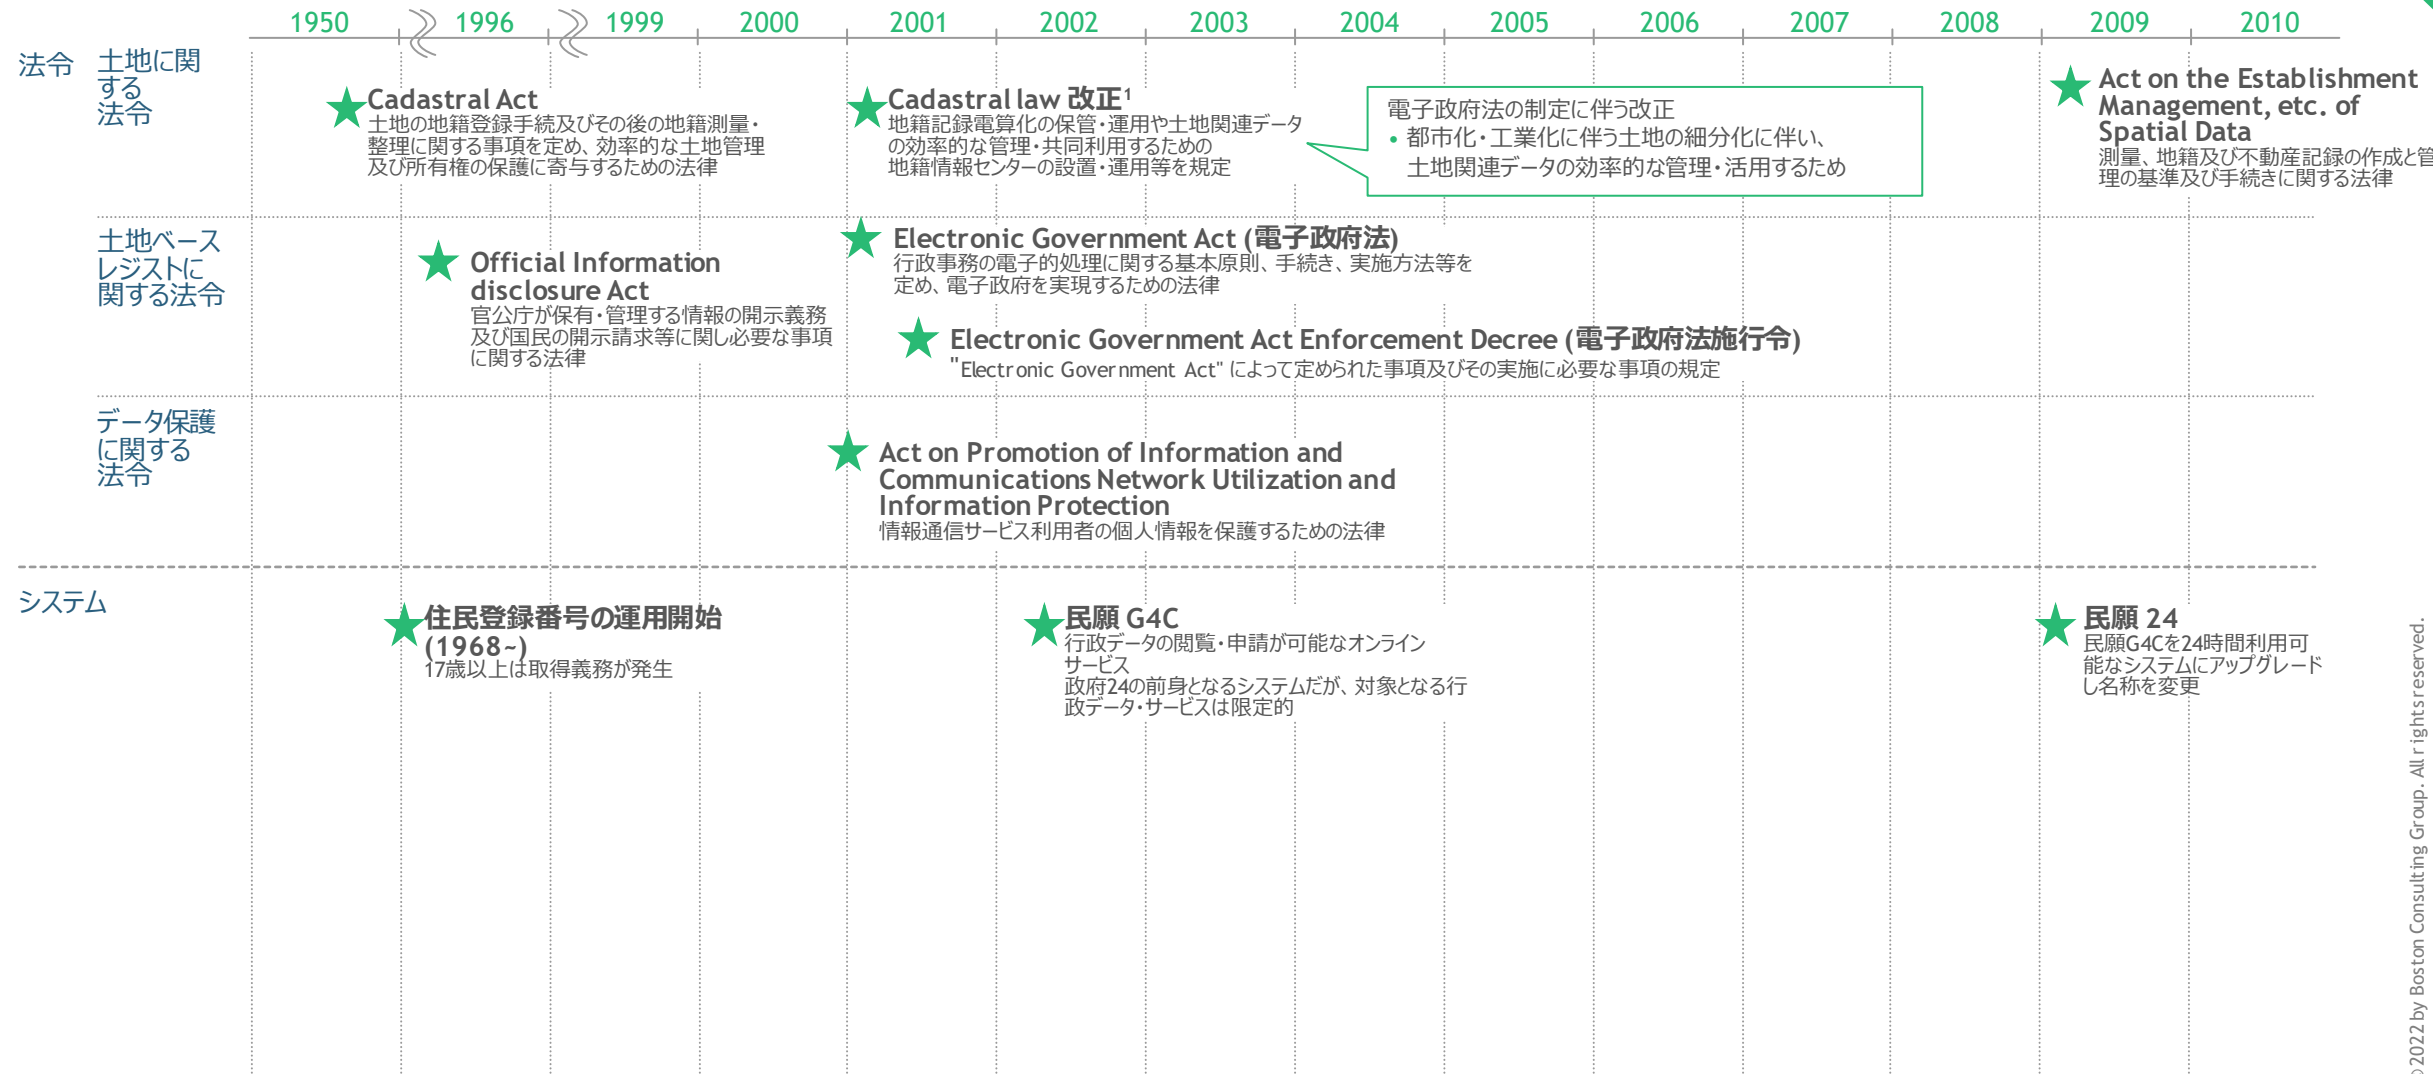 1950 1996 1999 2000 2001 2002 2003 2004 2005 2006 2007 2008 2009 2010
法令
土地に関
する
法令
Cadastral Act
土地の地籍登録手続及びその後の地籍測量・
整理に関する事項を定め、効率的な土地管理
及び所有権の保護に寄与するための法律
Cadastral law 改正¹
地籍記録電算化の保管・運用や土地関連データ
の効率的な管理・共同利用するための
地籍情報センターの設置・運用等を規定
電子政府法の制定に伴う改正
• 都市化・工業化に伴う土地の細分化に伴い、
土地関連データの効率的な管理・活用するため
Act on the Establishment
Management, etc. of
Spatial Data
測量、地籍及び不動産記録の作成と管
理の基準及び手続きに関する法律
土地ベース
レジストに
関する法令
Official Information
disclosure Act
官公庁が保有・管理する情報の開示義務
及び国民の開示請求等に関し必要な事項
に関する法律
Electronic Government Act (電子政府法)
行政事務の電子的処理に関する基本原則、手続き、実施方法等を
定め、電子政府を実現するための法律
Electronic Government Act Enforcement Decree (電子政府法施行令)
"Electronic Government Act" によって定められた事項及びその実施に必要な事項の規定
データ保護
に関する
法令
Act on Promotion of Information and
Communications Network Utilization and
Information Protection
情報通信サービス利用者の個人情報を保護するための法律
システム
住民登録番号の運用開始
(1968~)
17歳以上は取得義務が発生
民願 G4C
行政データの閲覧・申請が可能なオンライン
サービス
政府24の前身となるシステムだが、対象となる行
政データ・サービスは限定的
民願 24
民願G4Cを24時間利用可
能なシステムにアップグレード
し名称を変更
2022 by Boston Consulting Group. All rights reserved.